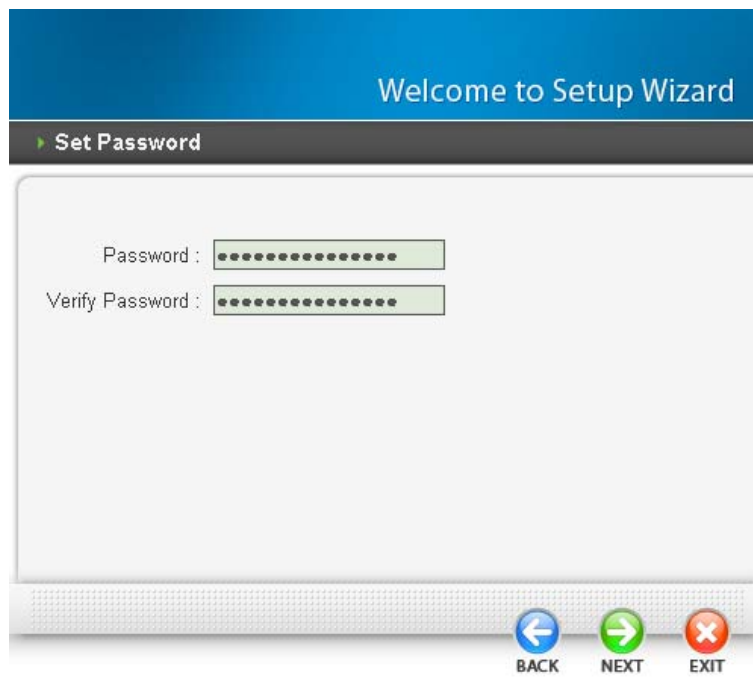 Welcome to Setup Wizard
Set Password
Password : •••••••••••••••
Verify Password : •••••••••••••••
BACK NEXT EXIT